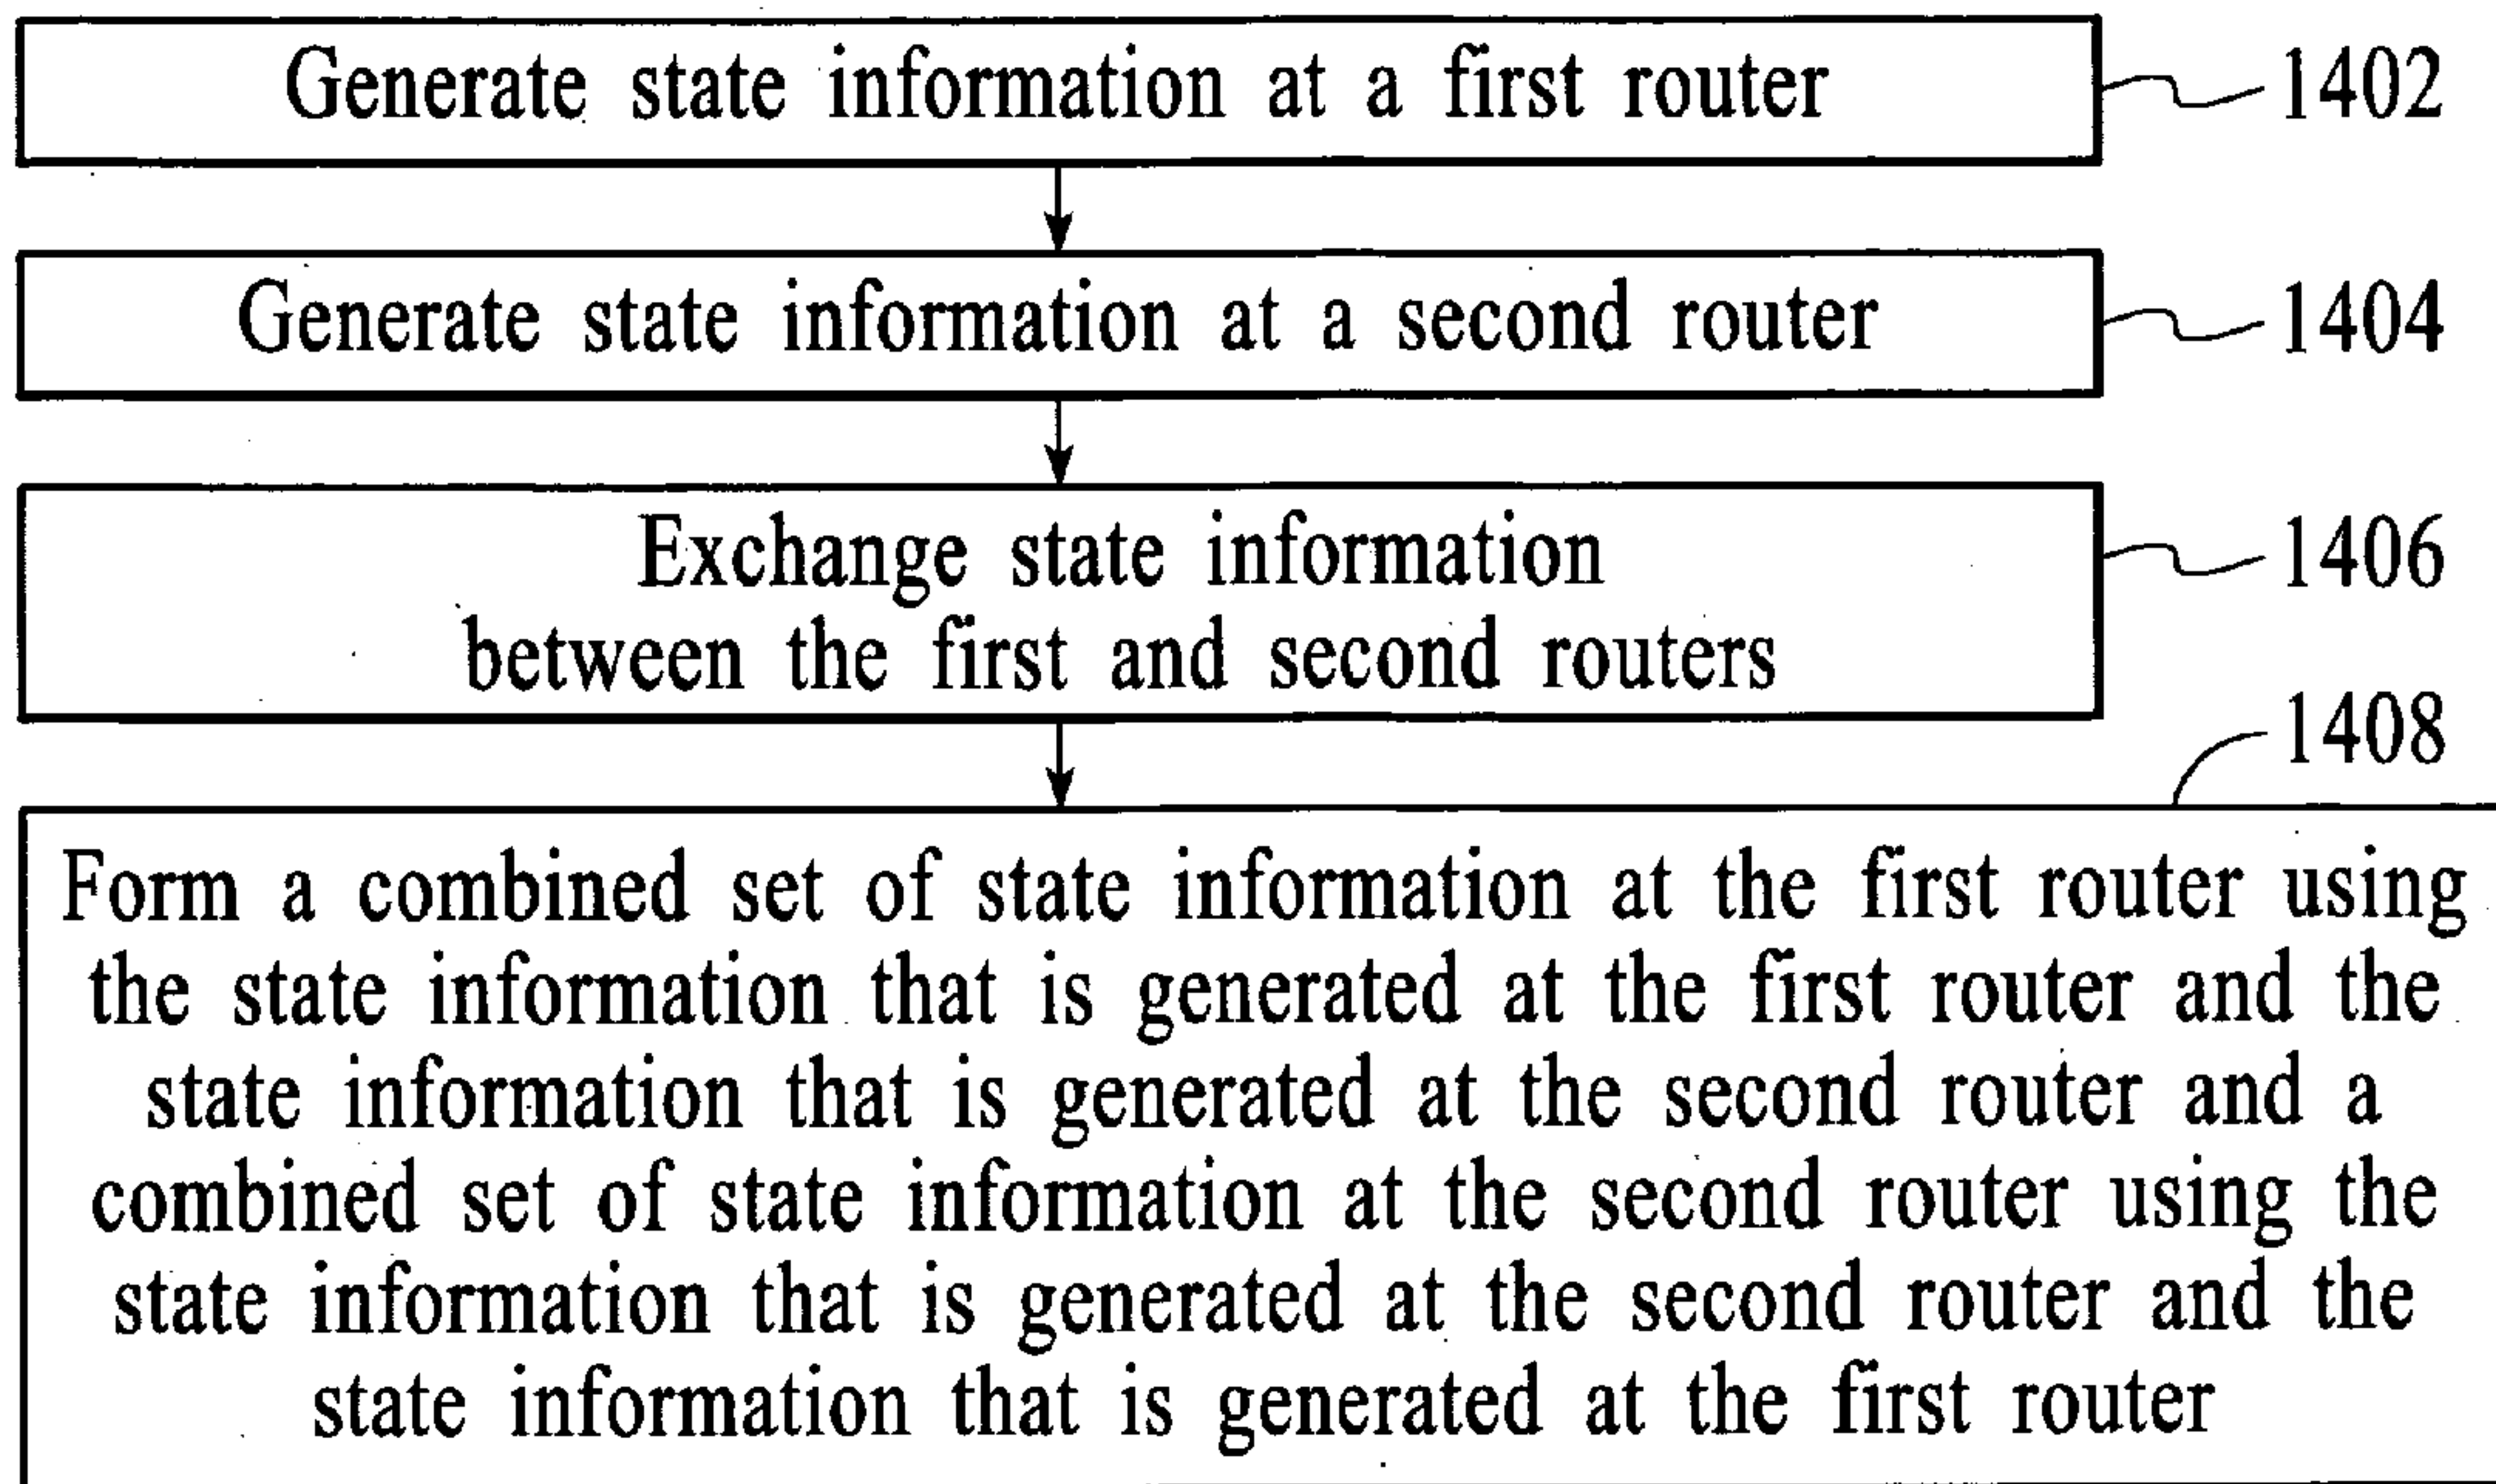 Generate state information at a first router
1402
Generate state information at a second router
1404
Exchange state information
1406
between the first and second routers
1408
Form a combined set of state information at the first router using
the state information that is generated at the first router and the
state information that is generated at the second router and a
combined set of state information at the second router using the
state information that is generated at the second router and the
state information that is generated at the first router